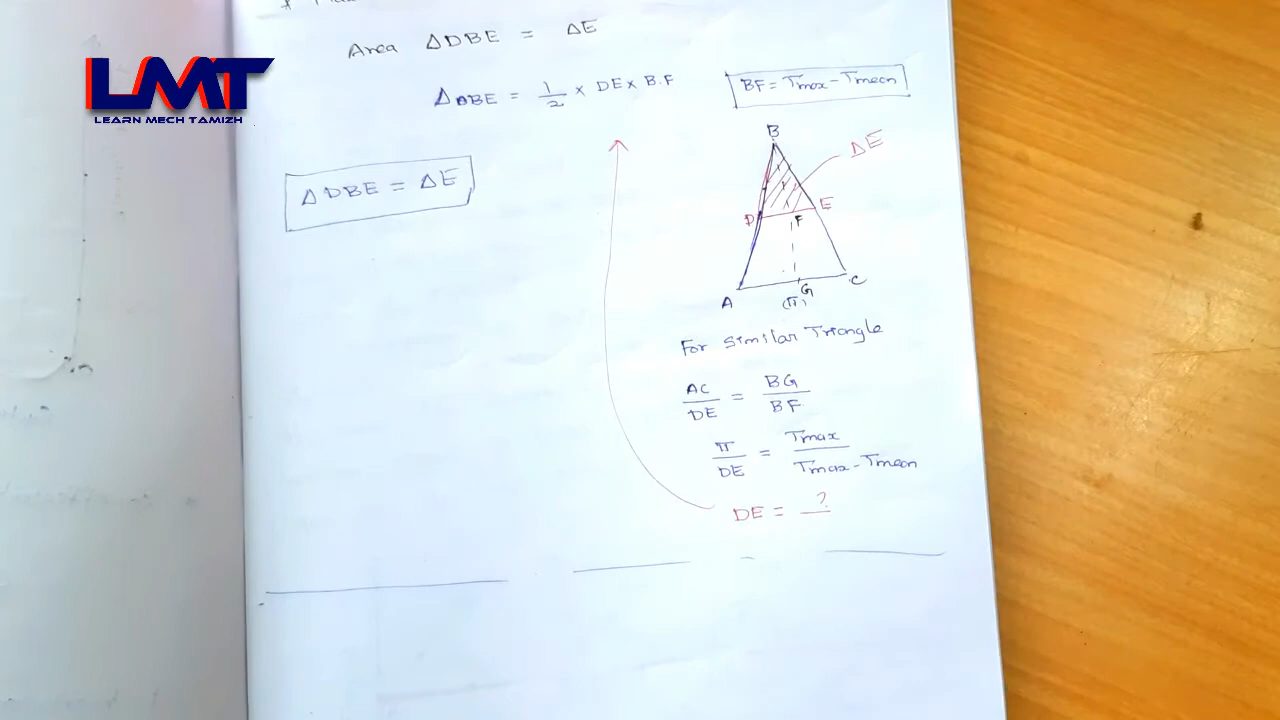 LMT
LEARN MECH TAMIZH
Area ΔDBE = ΔE
ΔDBE = 1/2 × DE × B.F
BF = Tmax - Tmean
ΔDBE = ΔE
B
ΔE
D
F
E
A
G
(π)
C
For Similar Triangle
AC/DE = BG/BF
π/DE = Tmax/Tmax - Tmean
DE = ?